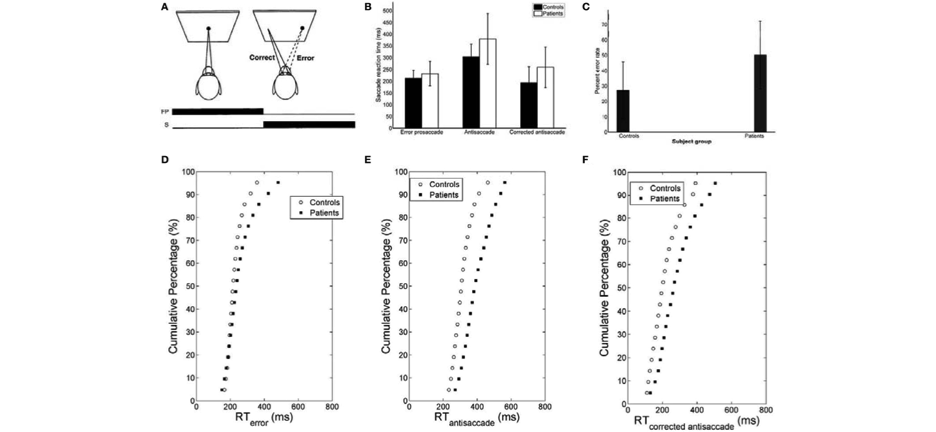 A
Correct
Error
FP
S
B
Saccade reaction time (ms)
500
450
400
350
300
250
200
150
100
50
0
Controls
Patients
Error prosaccade
Antisaccade
Corrected antisaccade
C
Percent error rate
70
60
50
40
30
20
10
0
Controls
Patients
Subject group
D
Cumulative Percentage (%)
100
90
80
70
60
50
40
30
20
10
0
Controls
Patients
0 200 400 600 800
RTerror (ms)
E
Cumulative Percentage (%)
100
90
80
70
60
50
40
30
20
10
0
Controls
Patients
0 200 400 600 800
RTantisaccade (ms)
F
Cumulative Percentage (%)
100
90
80
70
60
50
40
30
20
10
0
Controls
Patients
0 200 400 600 800
RTcorrected antisaccade (ms)